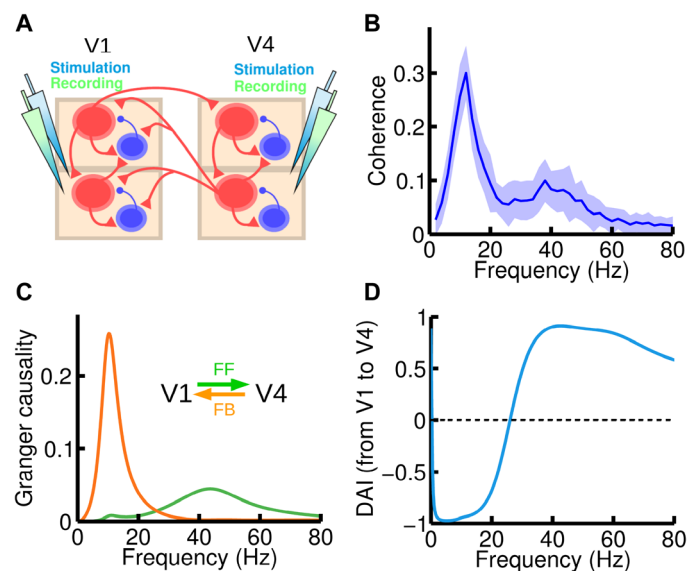 A
V1
V4
Stimulation
Recording
Stimulation
Recording
B
Coherence
0.3
0.2
0.1
0
0
20
40
60
80
Frequency (Hz)
C
Granger causality
0.2
0.1
0
FF
V1
V4
FB
0
20
40
60
80
Frequency (Hz)
D
DAI (from V1 to V4)
1
0.5
0
−0.5
−1
0
20
40
60
80
Frequency (Hz)